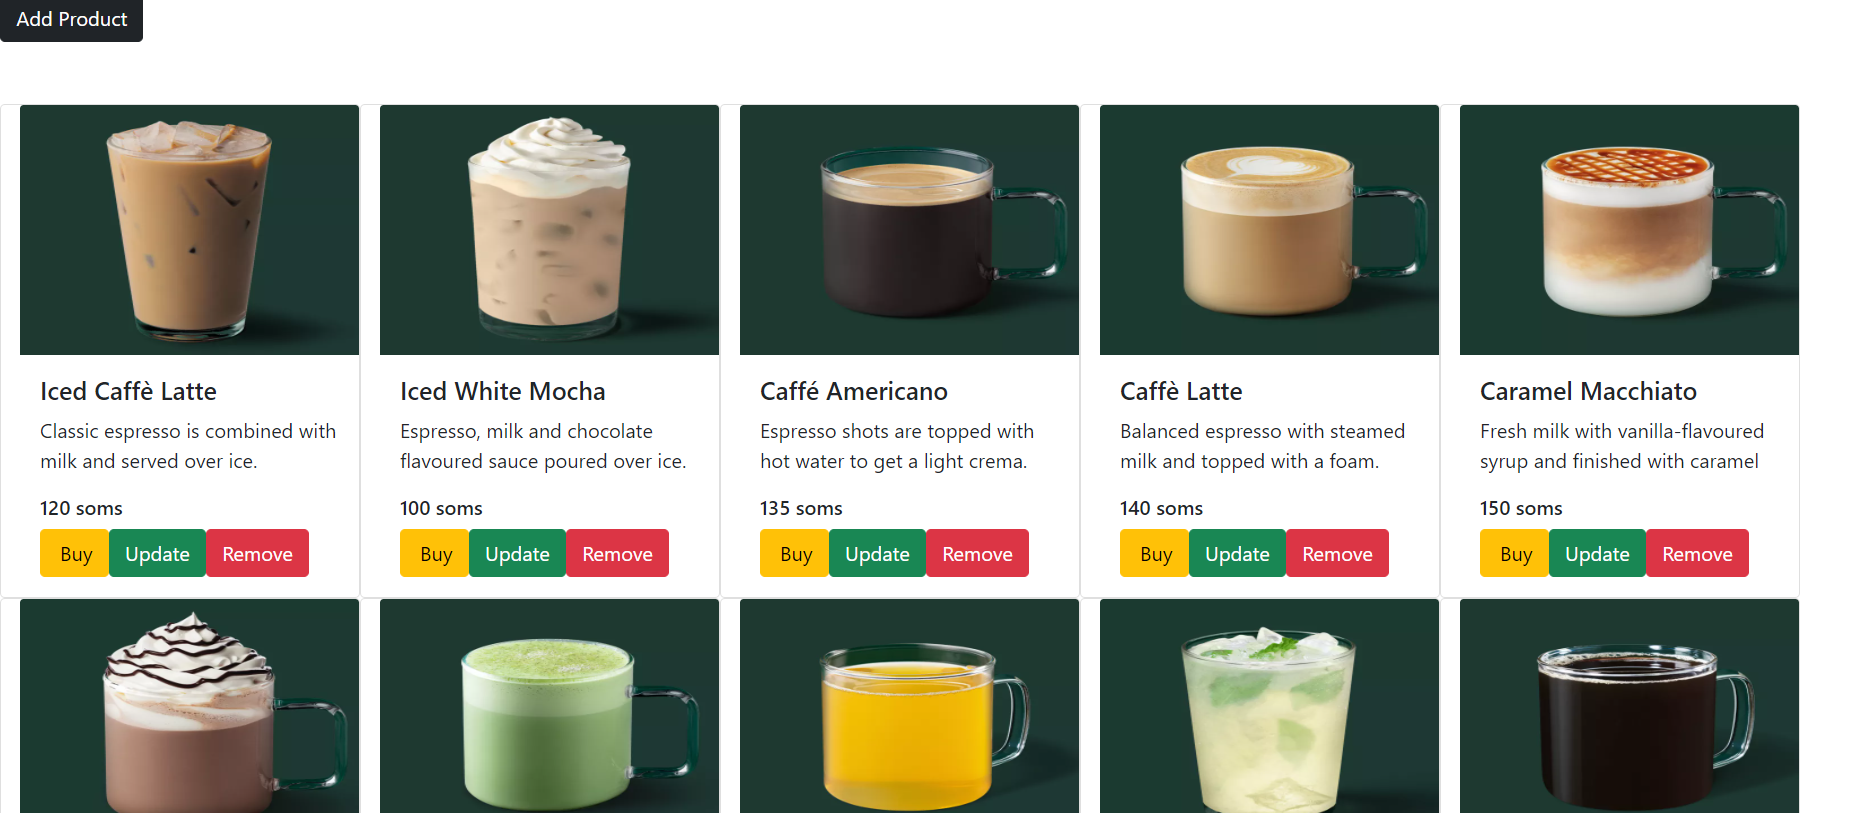 Add Product
Iced Caffè Latte
Classic espresso is combined with
milk and served over ice.
120 soms
Buy Update Remove
Iced White Mocha
Espresso, milk and chocolate
flavoured sauce poured over ice.
100 soms
Buy Update Remove
Caffé Americano
Espresso shots are topped with
hot water to get a light crema.
135 soms
Buy Update Remove
Caffè Latte
Balanced espresso with steamed
milk and topped with a foam.
140 soms
Buy Update Remove
Caramel Macchiato
Fresh milk with vanilla-flavoured
syrup and finished with caramel
150 soms
Buy Update Remove